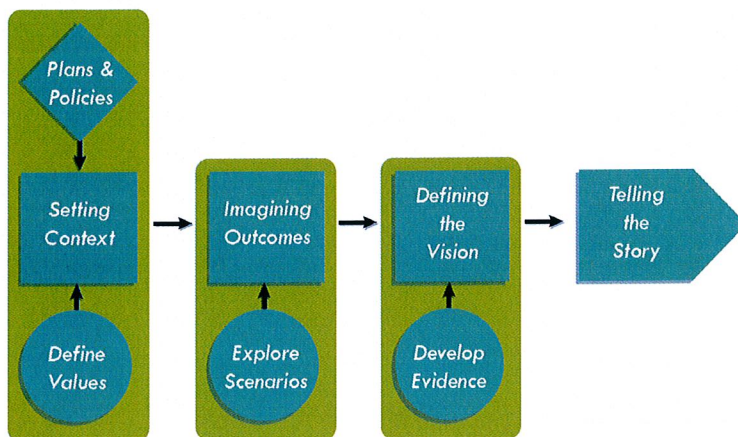 Plans &
Policies
Setting
Context
Define
Values
Imagining
Outcomes
Explore
Scenarios
Defining
the
Vision
Develop
Evidence
Telling
the
Story